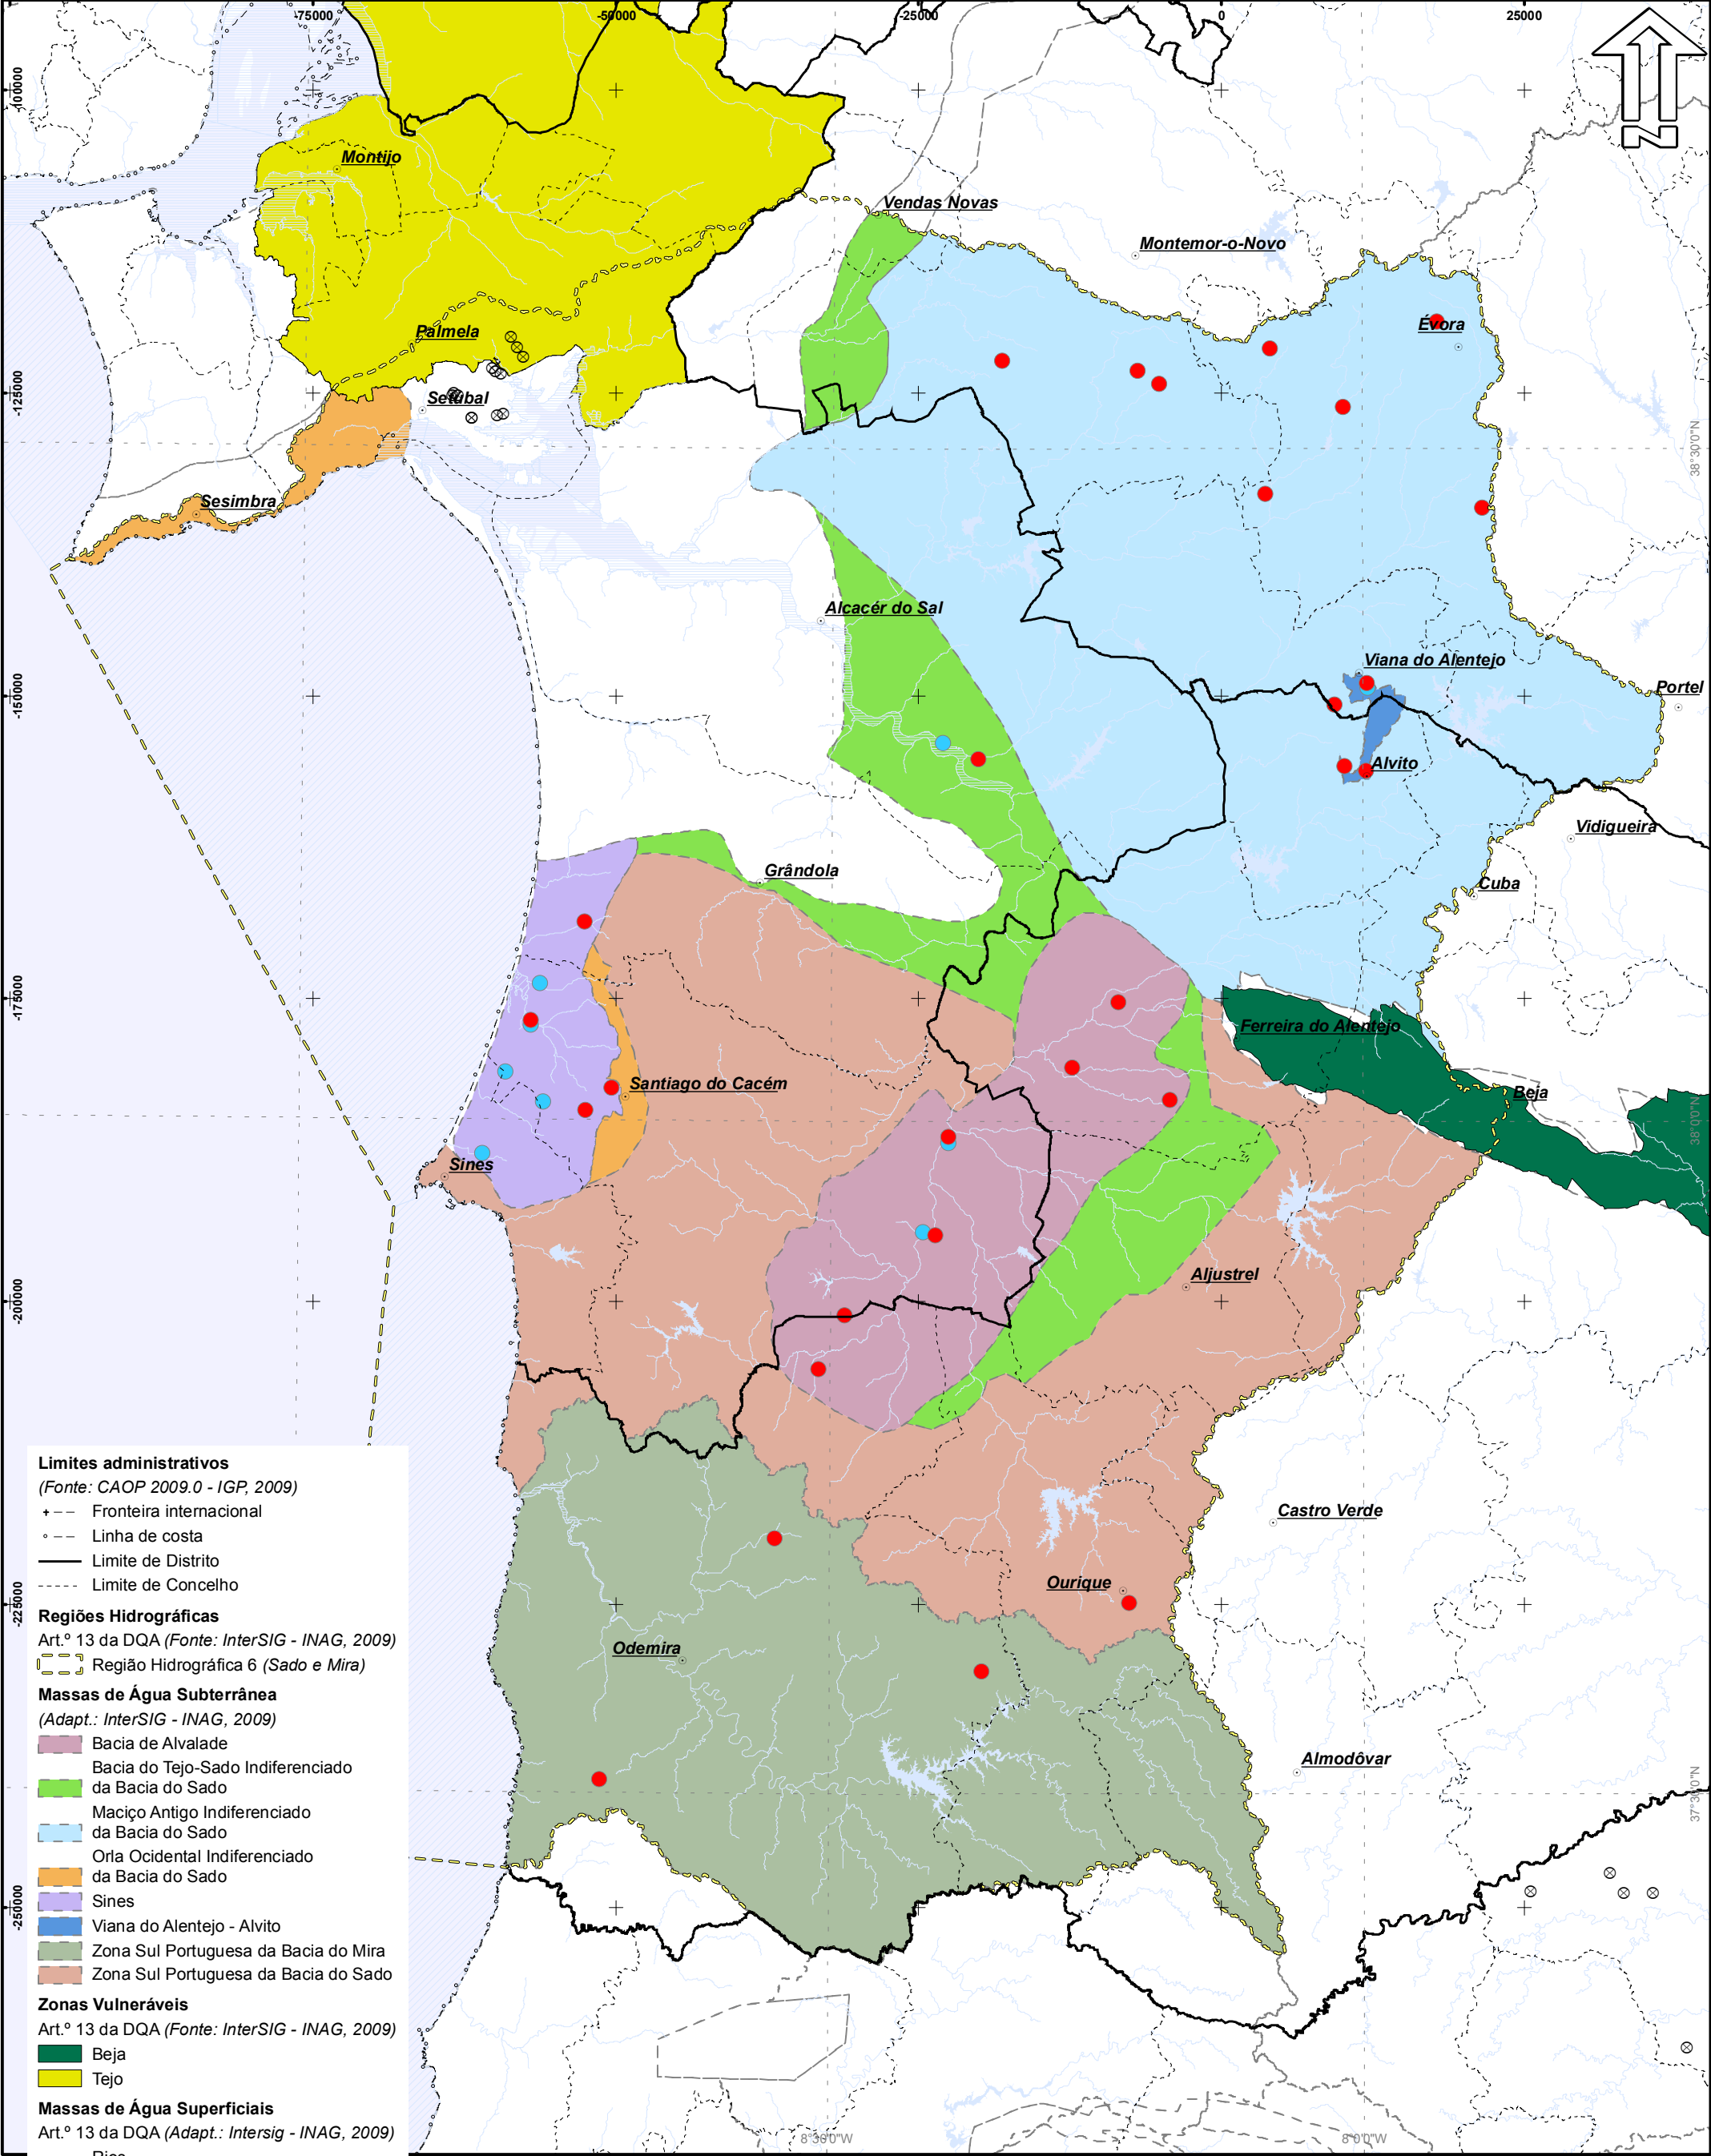 -75000
-50000
-25000
0
25000
-100000
-125000
-150000
-175000
-200000
-225000
-250000
N
Montijo
Vendas Novas
Montemor-o-Novo
Évora
Palmela
Setúbal
38°30'0"N
Sesimbra
Alcacér do Sal
Viana do Alentejo
Portel
Alvito
Vidigueira
Grândola
Cuba
Ferreira do Alentejo
Santiago do Cacém
Beja
38°0'0"N
Sines
Aljustrel
Castro Verde
Ourique
Odemira
Almodôvar
37°30'0"N
8°30'0"W
8°0'0"W
Limites administrativos
(Fonte: CAOP 2009.0 - IGP, 2009)
Fronteira internacional
Linha de costa
Limite de Distrito
Limite de Concelho
Regiões Hidrográficas
Art.º 13 da DQA (Fonte: InterSIG - INAG, 2009)
Região Hidrográfica 6 (Sado e Mira)
Massas de Água Subterrânea
(Adapt.: InterSIG - INAG, 2009)
Bacia de Alvalade
Bacia do Tejo-Sado Indiferenciado
da Bacia do Sado
Maciço Antigo Indiferenciado
da Bacia do Sado
Orla Ocidental Indiferenciado
da Bacia do Sado
Sines
Viana do Alentejo - Alvito
Zona Sul Portuguesa da Bacia do Mira
Zona Sul Portuguesa da Bacia do Sado
Zonas Vulneráveis
Art.º 13 da DQA (Fonte: InterSIG - INAG, 2009)
Beja
Tejo
Massas de Água Superficiais
Art.º 13 da DQA (Adapt.: Intersig - INAG, 2009)